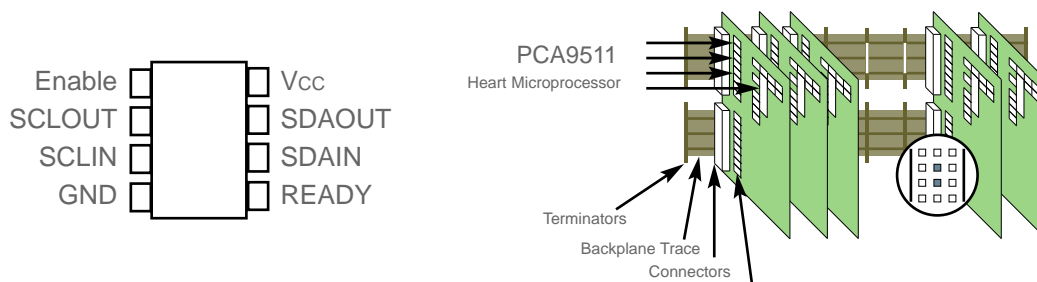 Enable
SCLOUT
SCLIN
GND
VCC
SDAOUT
SDAIN
READY
PCA9511
Heart Microprocessor
Terminators
Backplane Trace
Connectors